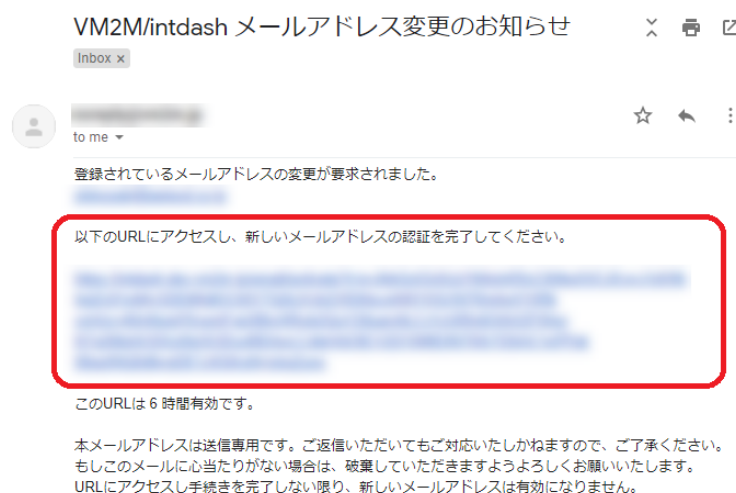 VM2M/intdash メールアドレス変更のお知らせ
Inbox x
to me
登録されているメールアドレスの変更が要求されました。
以下のURLにアクセスし、新しいメールアドレスの認証を完了してください。
このURLは 6 時間有効です。
本メールアドレスは送信専用です。ご返信いただいてもご対応いたしかねますので、ご了承ください。
もしこのメールに心当たりがない場合は、破棄していただきますようよろしくお願いいたします。
URLにアクセスし手続きを完了しない限り、新しいメールアドレスは有効になりません。